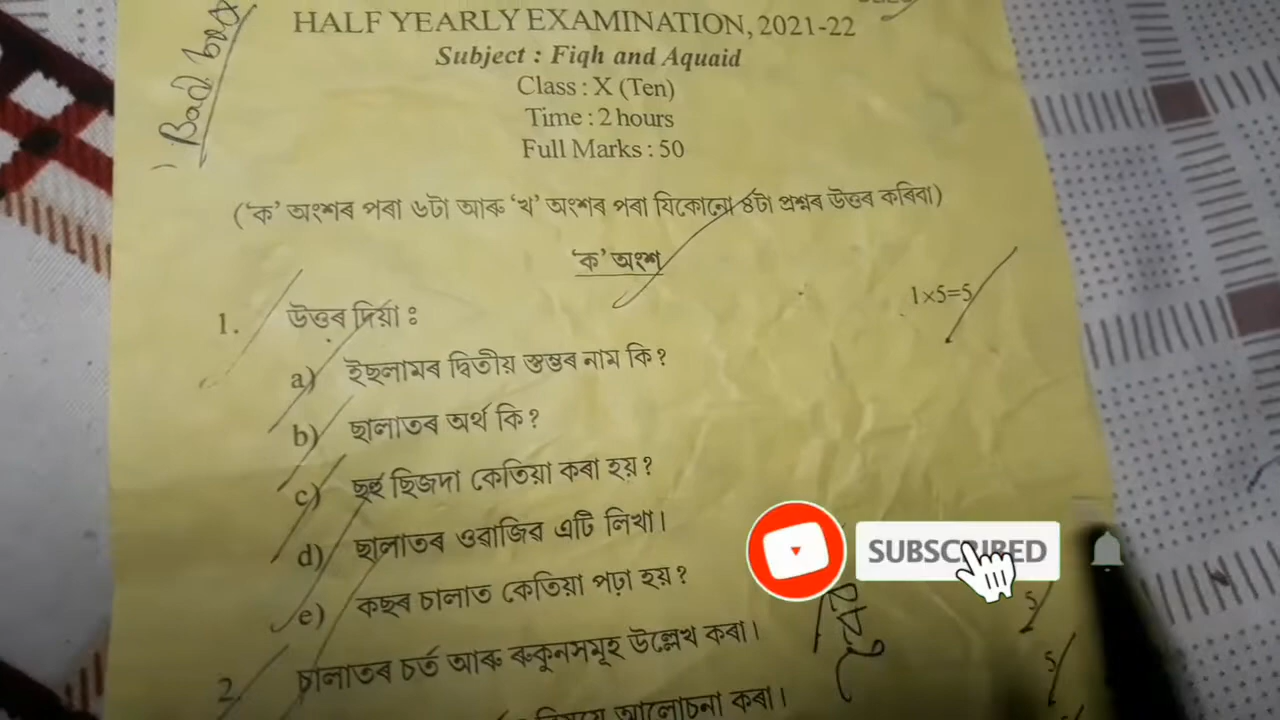 HALF YEARLY EXAMINATION, 2021-22
Subject : Fiqh and Aquaid
Class : X (Ten)
Time : 2 hours
Full Marks : 50
('ক' অংশৰ পৰা ৬টা আৰু 'খ' অংশৰ পৰা যিকোনো ৪টা প্ৰশ্নৰ উত্তৰ কৰিবা)
'ক' অংশ
1. উত্তৰ দিয়া ঃ 1×5=5
a) ইছলামৰ দ্বিতীয় স্তম্ভৰ নাম কি?
b) ছালাতৰ অৰ্থ কি?
c) ছহু ছিজদা কেতিয়া কৰা হয়?
d) ছালাতৰ ওৱাজিৱ এটি লিখা।
e) কছৰ চালাত কেতিয়া পঢ়া হয়?
SUBSCRIBED
5
2. চালাতৰ চৰ্ত আৰু ৰুকুনসমূহ উল্লেখ কৰা।
5
বিষয়ে আলোচনা কৰা।